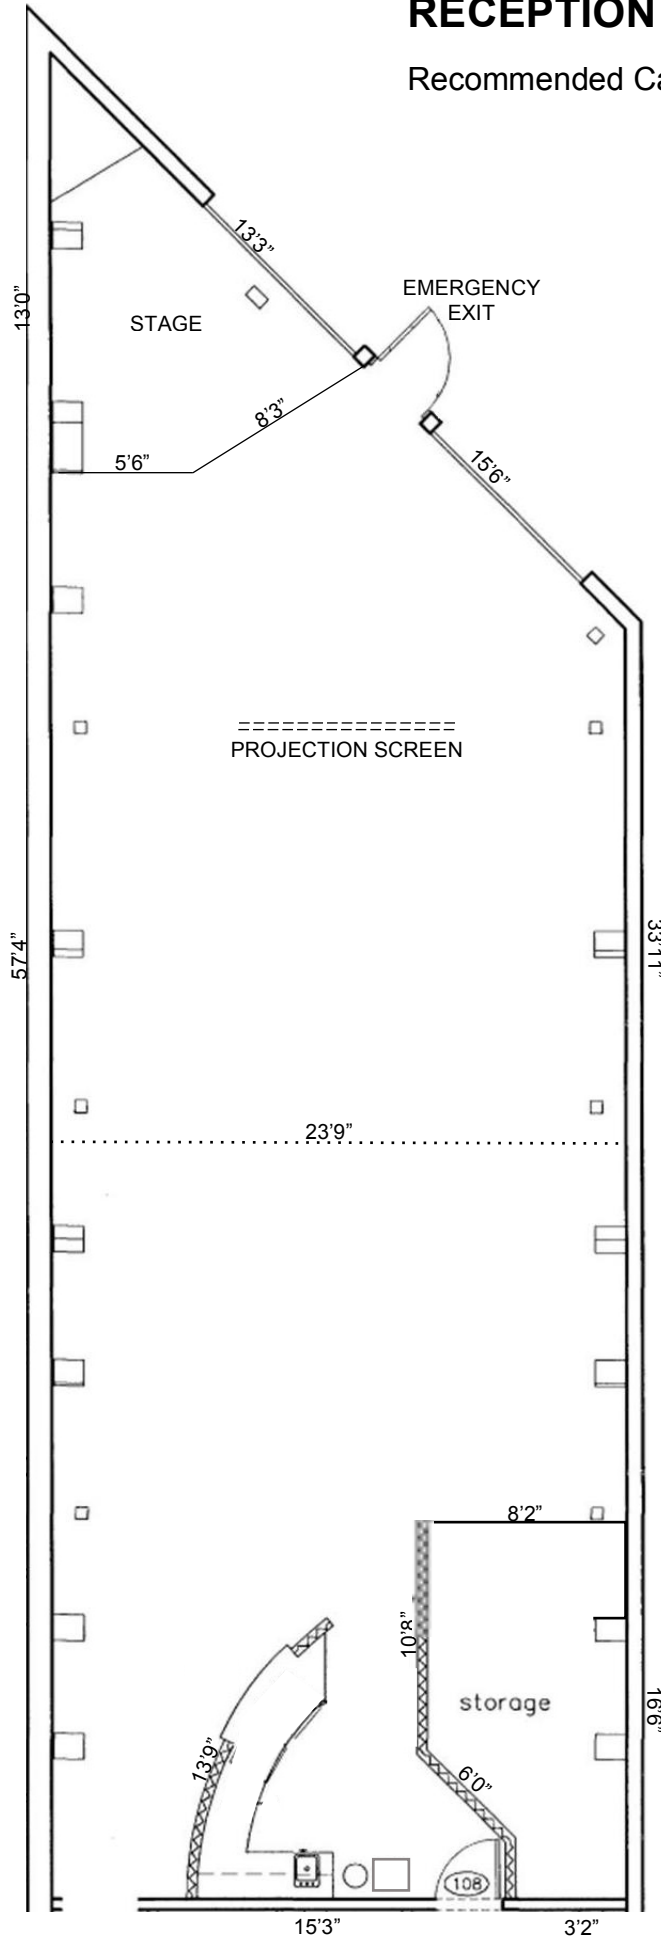 RECEPTION
Recommended Ca
13’3”
EMERGENCY
EXIT
13’0”
STAGE
8’3”
5’6”
15’6”
===============
PROJECTION SCREEN
57’4”
33’11”
23’9”
8’2”
10’8”
storage
16’6”
13’9”
6’0”
108
15’3”
3’2”